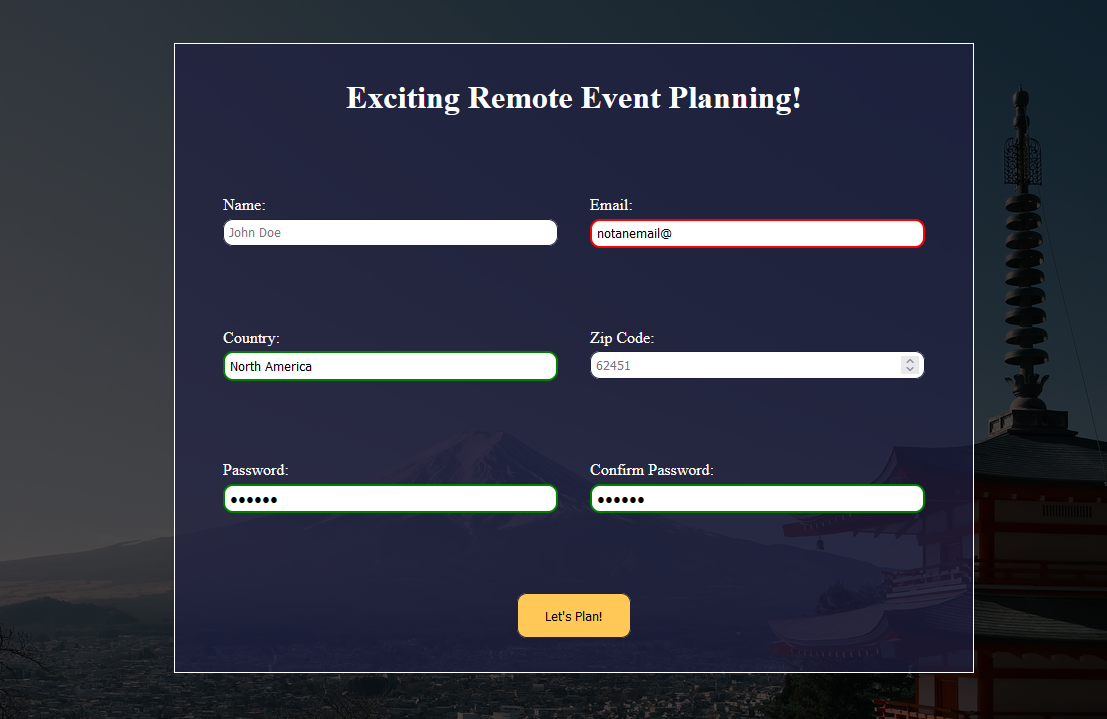 Exciting Remote Event Planning!
Name:
Email:
John Doe
notanemail@
Country:
Zip Code:
North America
62451
Password:
Confirm Password:
●●●●●●
●●●●●●
Let's Plan!